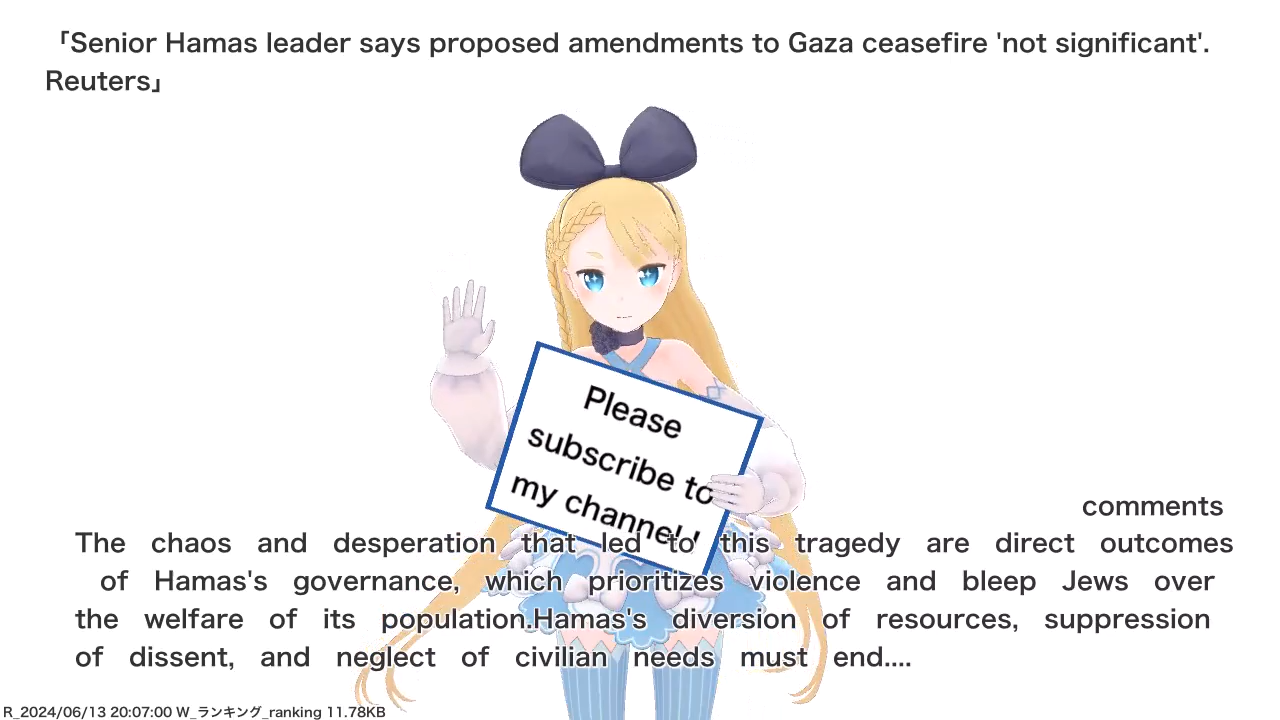 「Senior Hamas leader says proposed amendments to Gaza ceasefire 'not significant'.
Reuters」
Please
subscribe to
my channel!
comments
The chaos and desperation that led to this tragedy are direct outcomes
of Hamas's governance, which prioritizes violence and bleep Jews over
the welfare of its population.Hamas's diversion of resources, suppression
of dissent, and neglect of civilian needs must end....
R_2024/06/13 20:07:00 W_ランキング_ranking 11.78KB